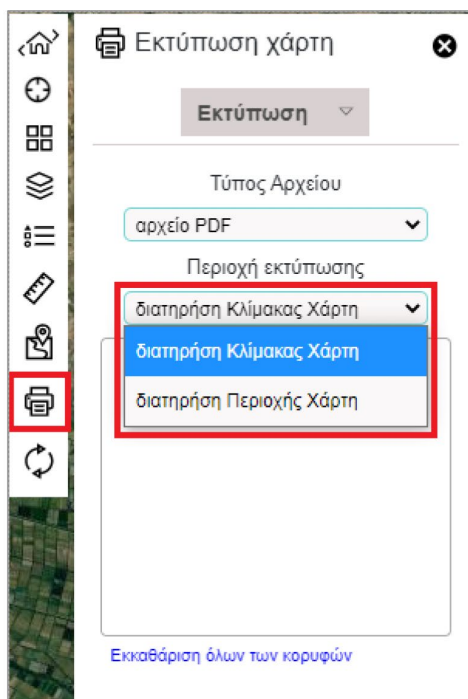 Εκτύπωση χάρτη
Εκτύπωση
Τύπος Αρχείου
αρχείο PDF
Περιοχή εκτύπωσης
διατηρήση Κλίμακας Χάρτη
διατηρήση Κλίμακας Χάρτη
διατηρήση Περιοχής Χάρτη
Εκκαθάριση όλων των κορυφών